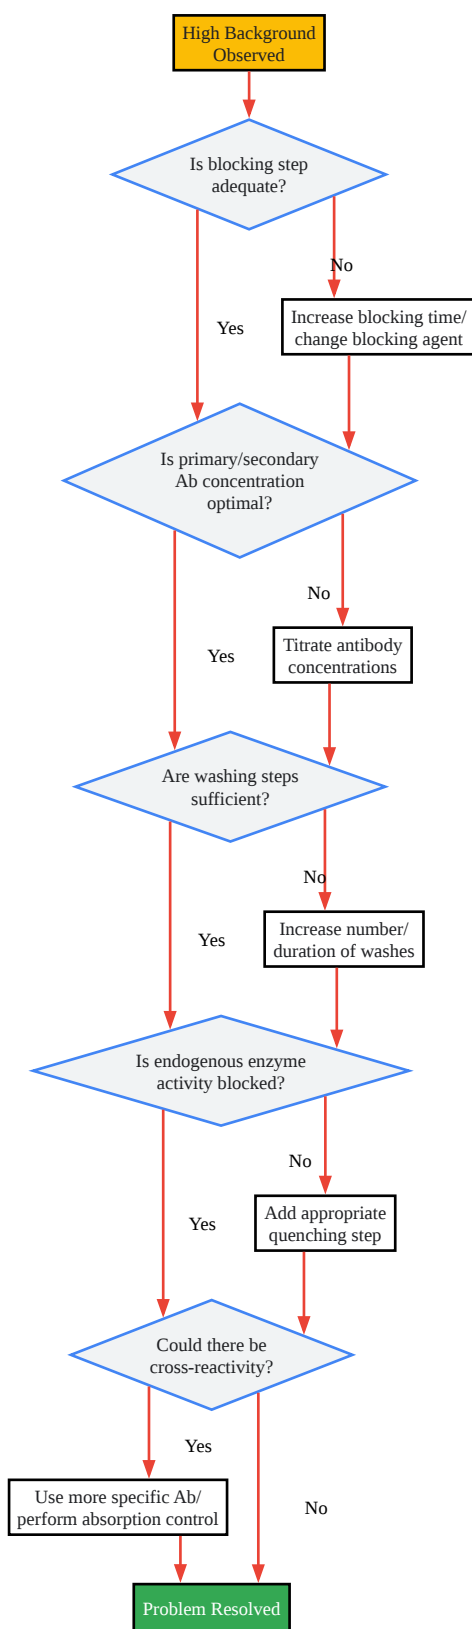 High Background
Observed
Is blocking step
adequate?
No
Yes
Increase blocking time/
change blocking agent
Is primary/secondary
Ab concentration
optimal?
No
Yes
Titrate antibody
concentrations
Are washing steps
sufficient?
No
Yes
Increase number/
duration of washes
Is endogenous enzyme
activity blocked?
No
Yes
Add appropriate
quenching step
Could there be
cross-reactivity?
Yes
No
Use more specific Ab/
perform absorption control
Problem Resolved